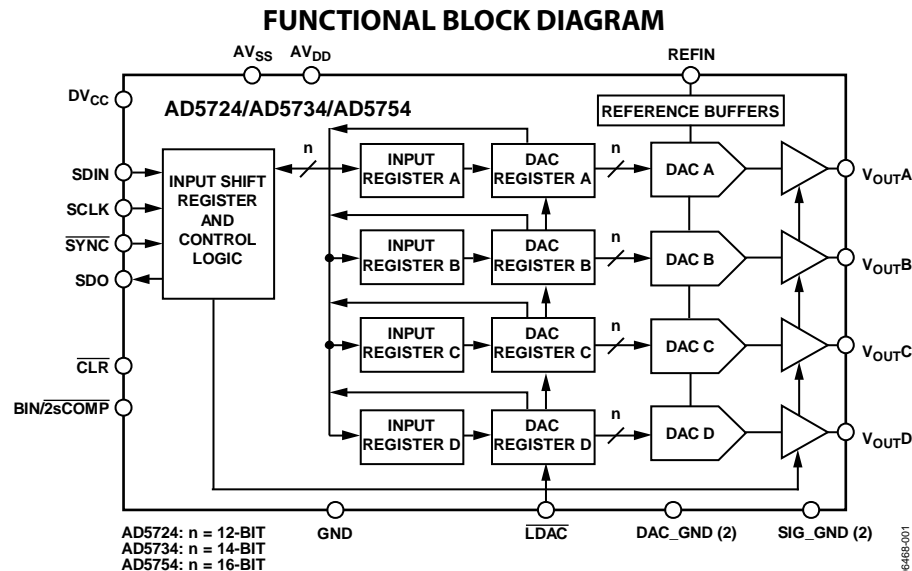 FUNCTIONAL BLOCK DIAGRAM
AVSS AVDD REFIN
DVCC
AD5724/AD5734/AD5754
REFERENCE BUFFERS
n
INPUT REGISTER A
DAC REGISTER A
n
DAC A
VOUTA
SDIN
SCLK
SYNC
SDO
INPUT SHIFT
REGISTER
AND
CONTROL
LOGIC
INPUT REGISTER B
DAC REGISTER B
n
DAC B
VOUTB
INPUT REGISTER C
DAC REGISTER C
n
DAC C
VOUTC
CLR
BIN/2sCOMP
INPUT REGISTER D
DAC REGISTER D
n
DAC D
VOUTD
AD5724: n = 12-BIT
AD5734: n = 14-BIT
AD5754: n = 16-BIT
GND LDAC DAC_GND (2) SIG_GND (2)
06468-001